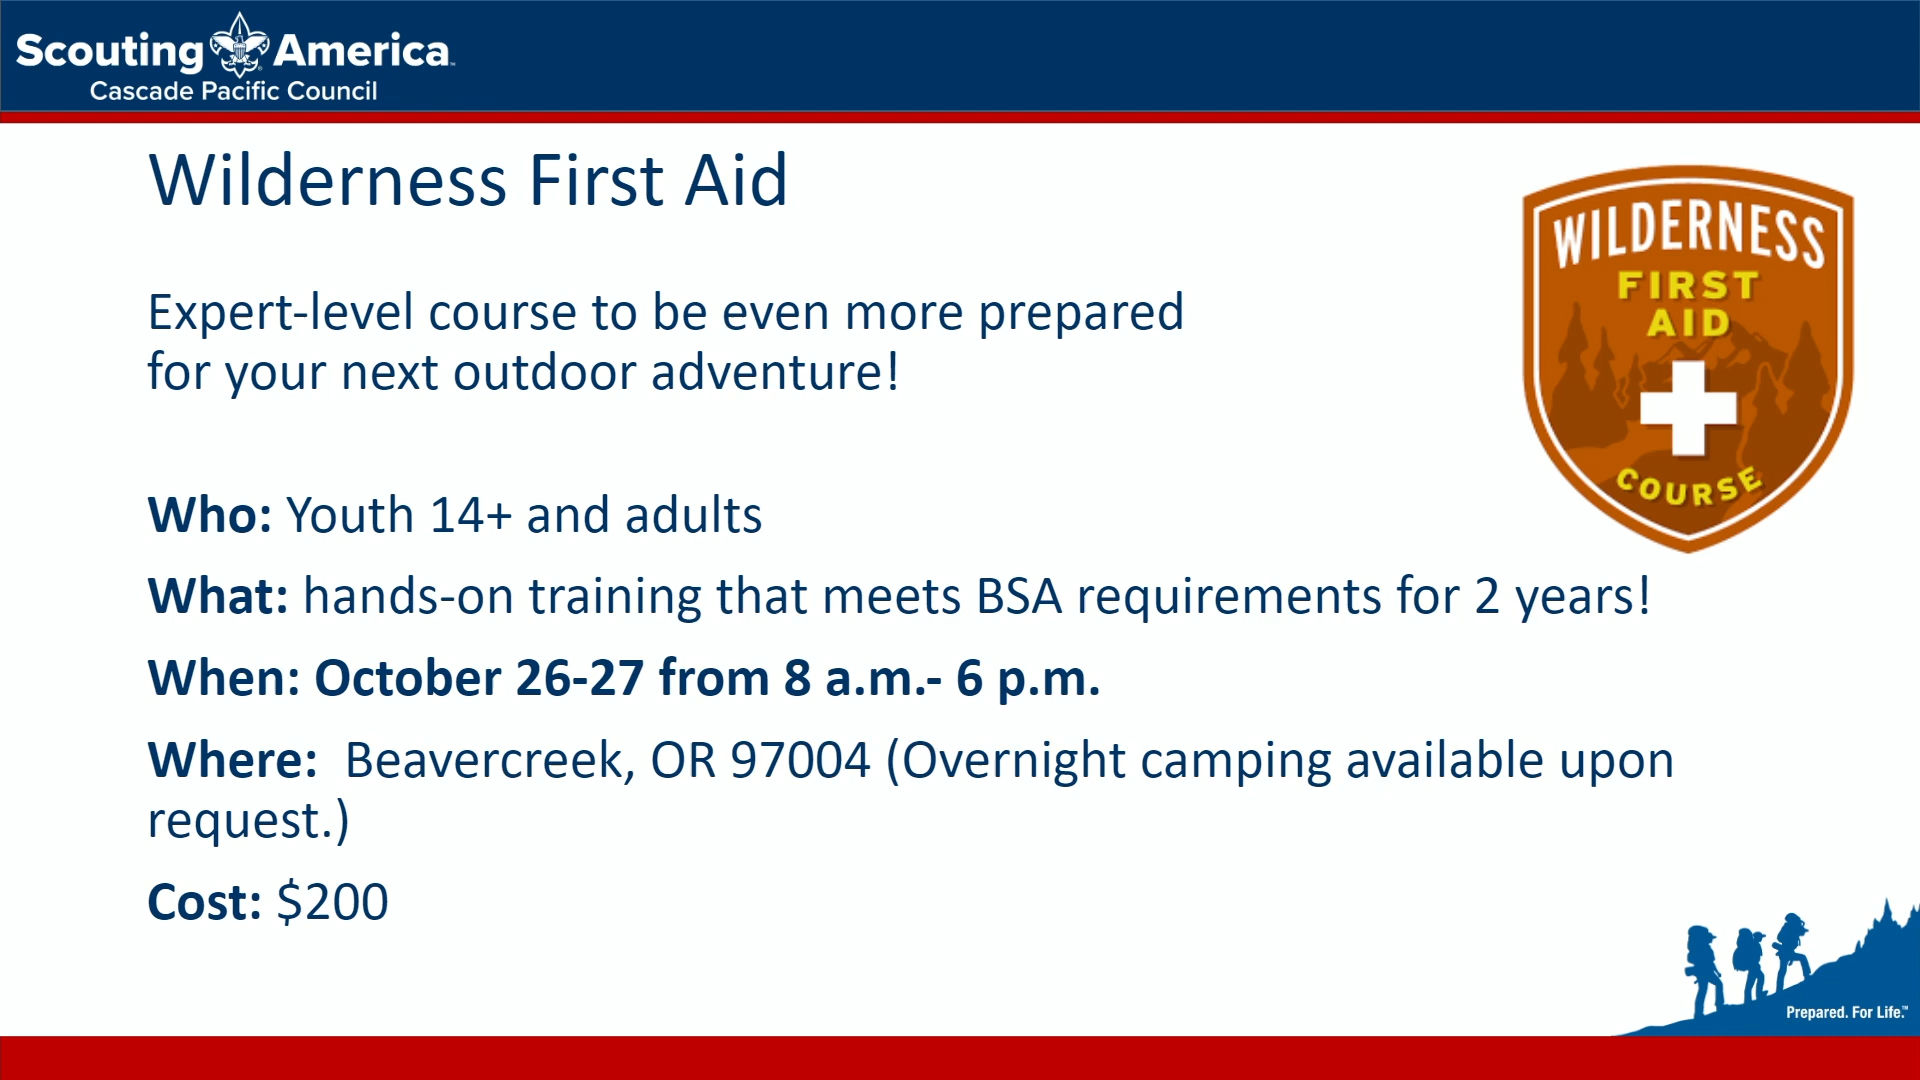 Scouting America
Cascade Pacific Council
Wilderness First Aid
Expert-level course to be even more prepared
for your next outdoor adventure!
WILDERNESS
FIRST
AID
COURSE
Who: Youth 14+ and adults
What: hands-on training that meets BSA requirements for 2 years!
When: October 26-27 from 8 a.m.- 6 p.m.
Where:  Beavercreek, OR 97004 (Overnight camping available upon
request.)
Cost: $200
Prepared. For Life.™